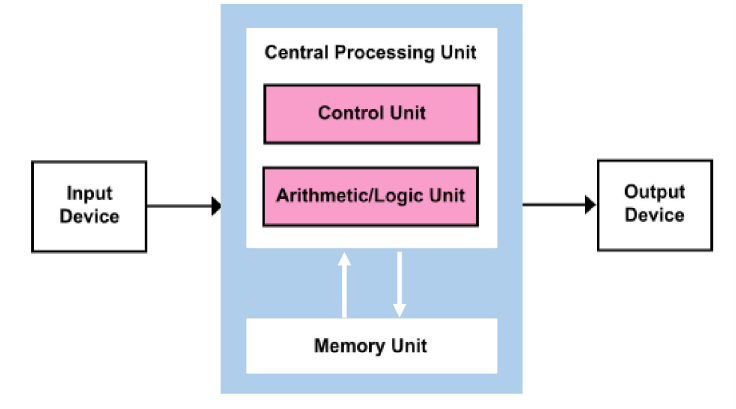 Central Processing Unit
Control Unit
Arithmetic/Logic Unit
Input
Device
Output
Device
Memory Unit